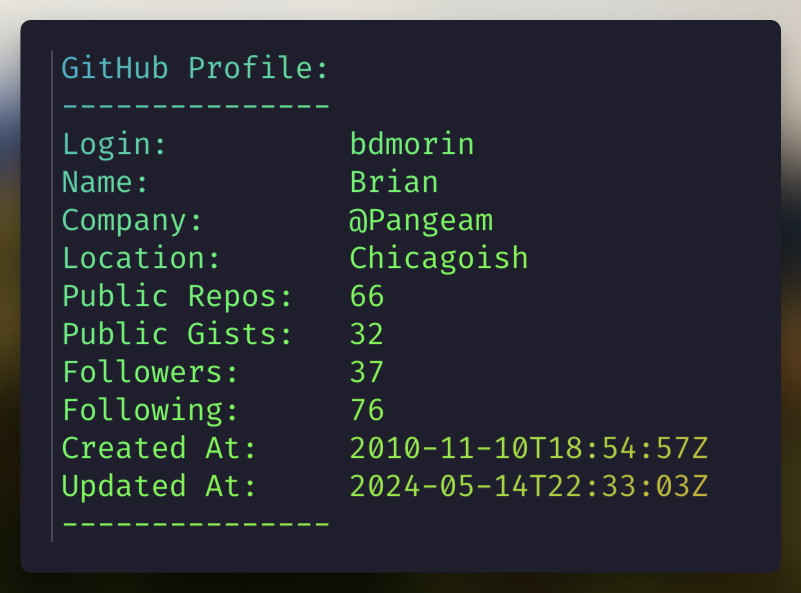 GitHub Profile:
---------------
Login: bdmorin
Name: Brian
Company: @Pangeam
Location: Chicagoish
Public Repos: 66
Public Gists: 32
Followers: 37
Following: 76
Created At: 2010-11-10T18:54:57Z
Updated At: 2024-05-14T22:33:03Z
---------------